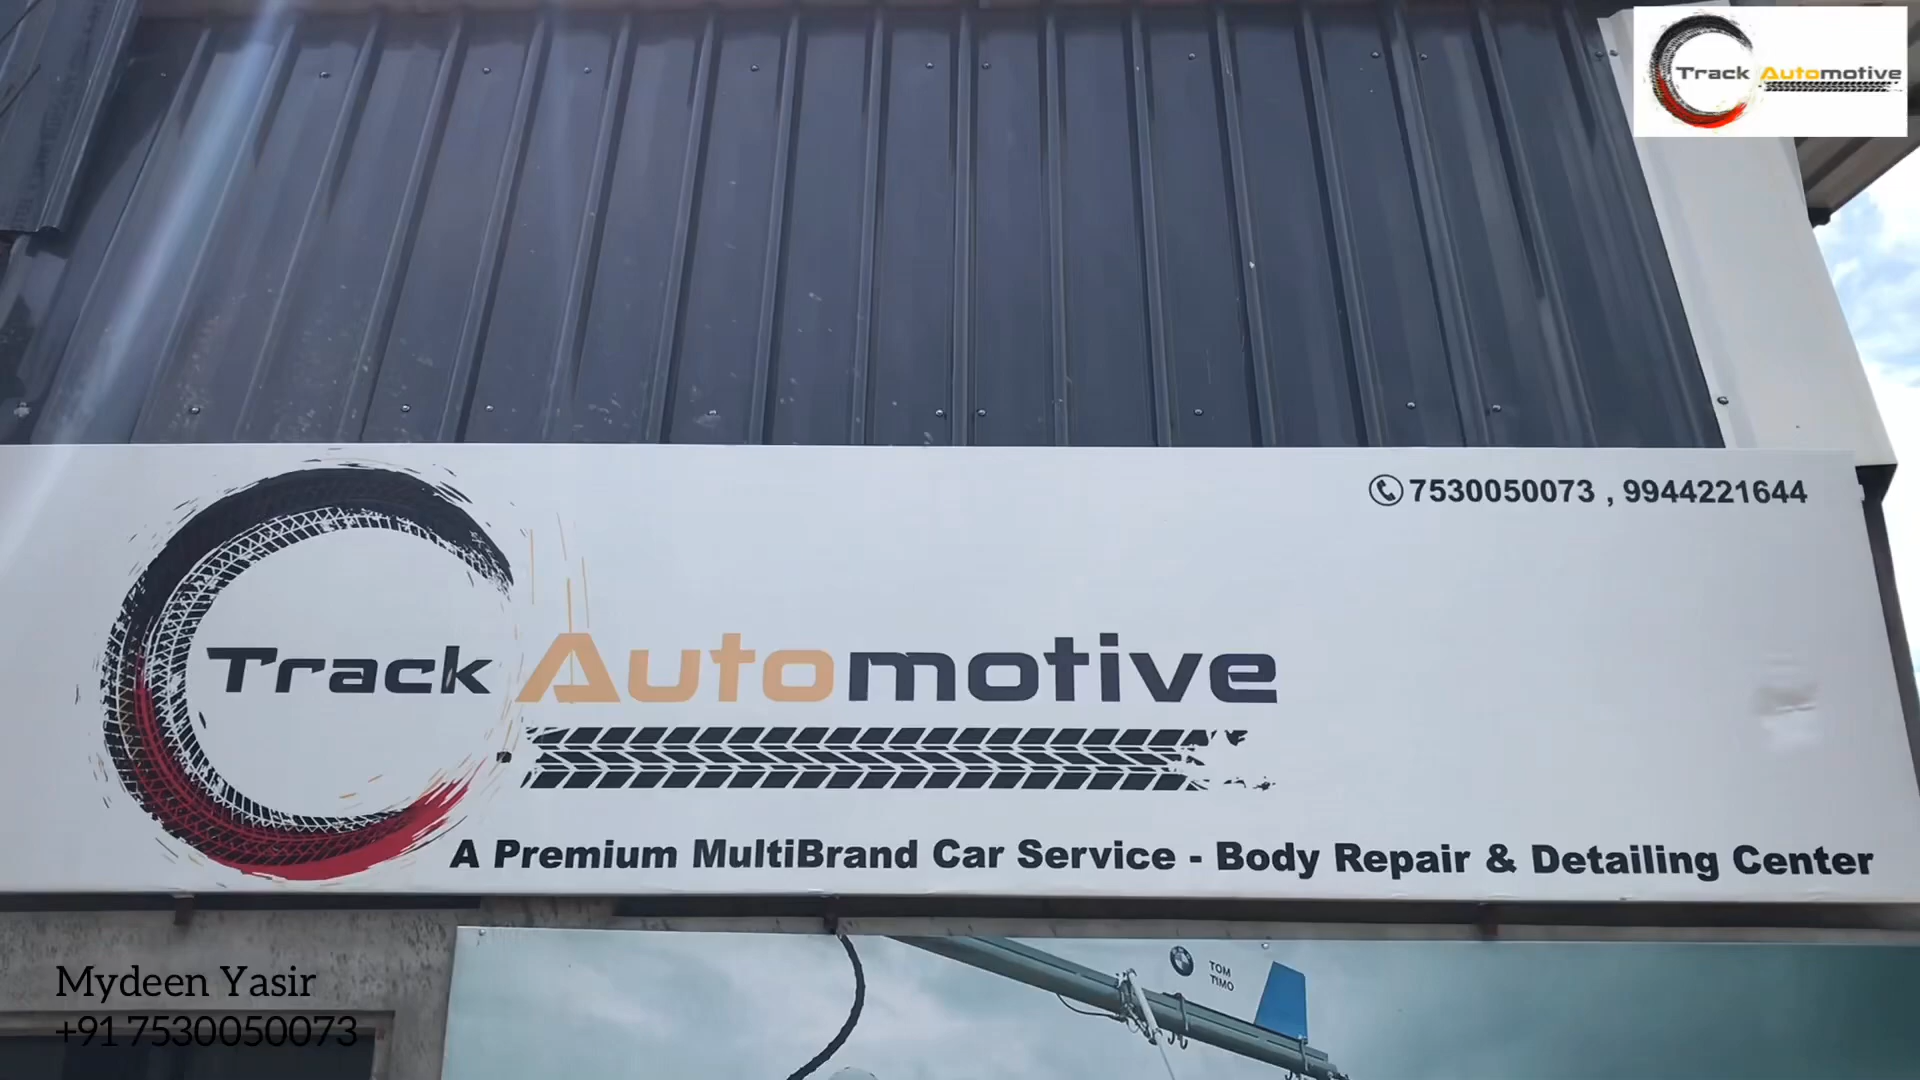 Track Automotive
7530050073 , 9944221644
Track Automotive
A Premium MultiBrand Car Service - Body Repair & Detailing Center
TOM
TIMO
Mydeen Yasir
+91 7530050073